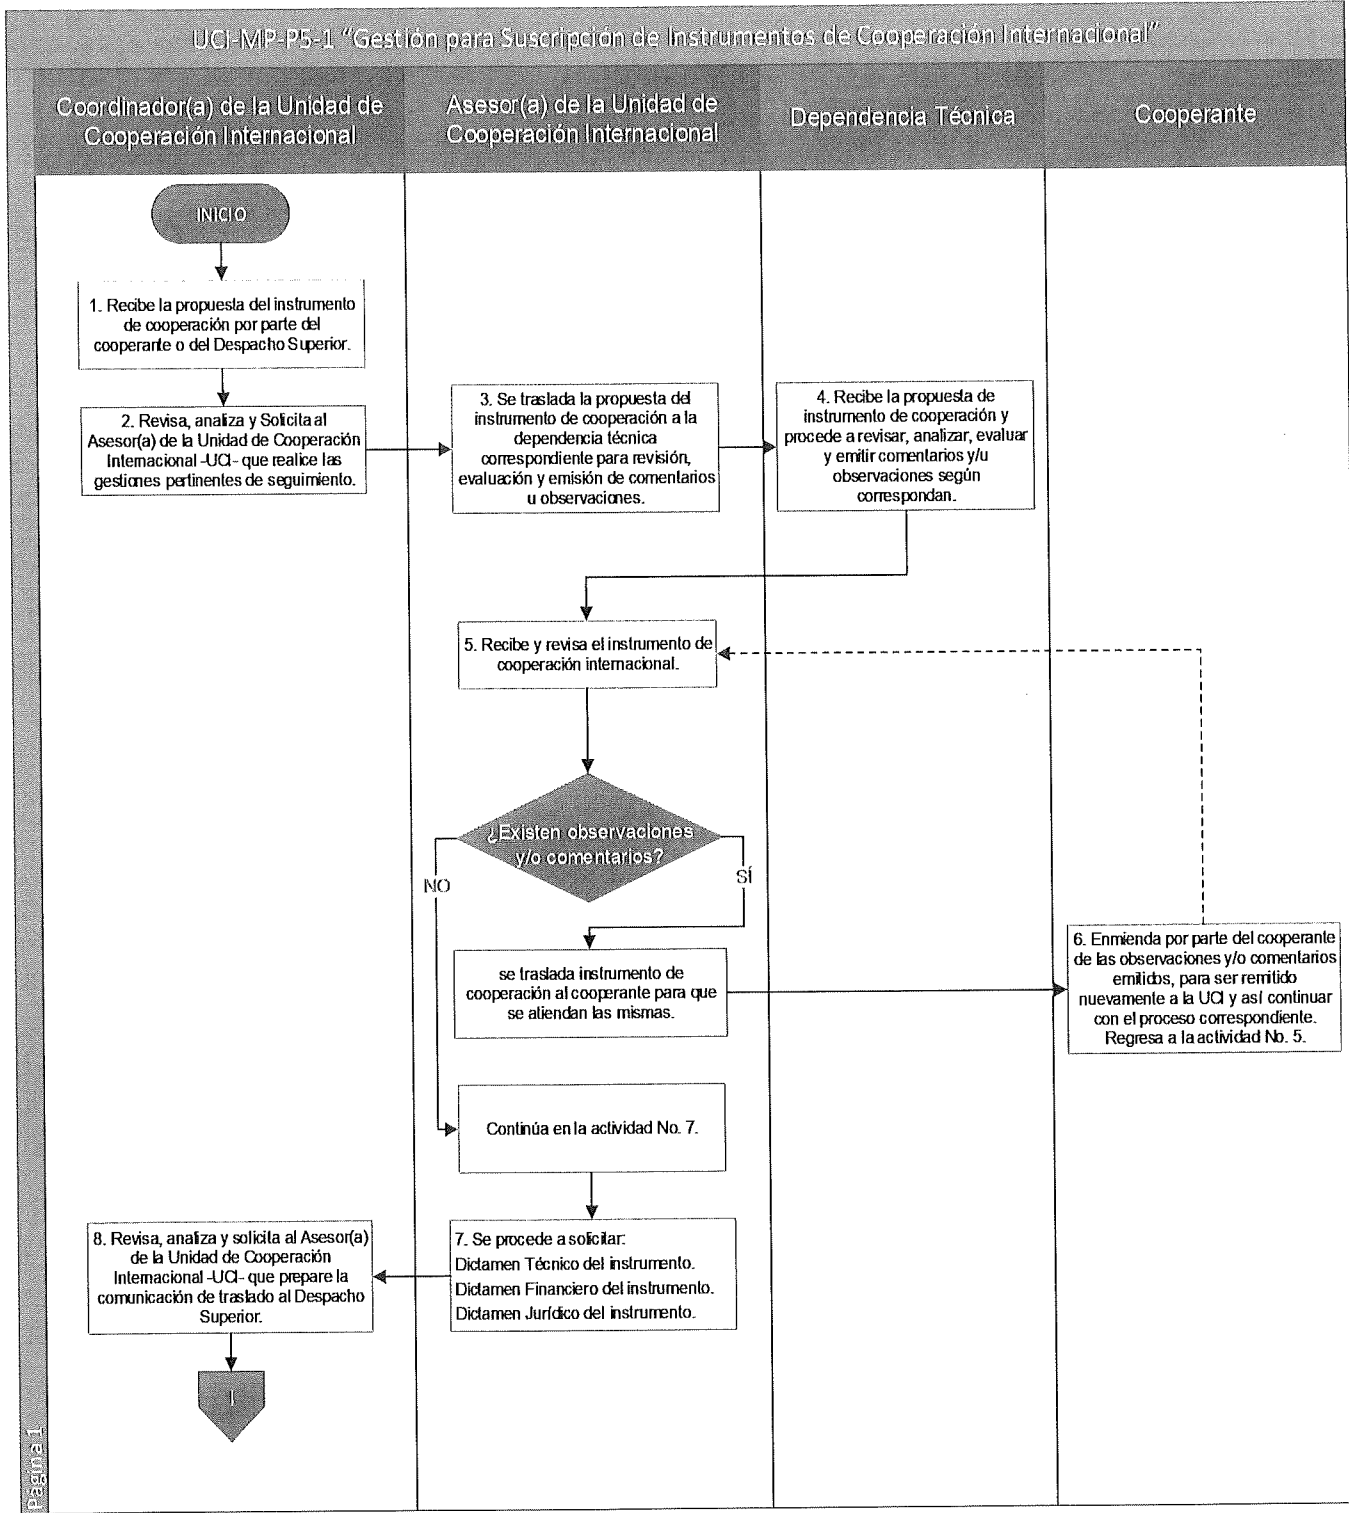 UCI-MP-P5-1 “Gestión para Suscripción de Instrumentos de Cooperación Internacional”
Coordinador(a) de la Unidad de
Cooperación Internacional
Asesor(a) de la Unidad de
Cooperación Internacional
Dependencia Técnica
Cooperante
INICIO
1. Recibe la propuesta del instrumento
de cooperación por parte del
cooperante o del Despacho Superior.
2. Revisa, analiza y Solicita al
Asesor(a) de la Unidad de Cooperación
Internacional -UCI- que realice las
gestiones pertinentes de seguimiento.
3. Se traslada la propuesta del
instrumento de cooperación a la
dependencia técnica
correspondiente para revisión,
evaluación y emisión de comentarios
u observaciones.
4. Recibe la propuesta de
instrumento de cooperación y
procede a revisar, analizar, evaluar
y emitir comentarios y/u
observaciones según
correspondan.
5. Recibe y revisa el instrumento de
cooperación internacional.
¿Existen observaciones
y/o comentarios?
NO
SÍ
se traslada instrumento de
cooperación al cooperante para que
se atiendan las mismas.
6. Enmienda por parte del cooperante
de las observaciones y/o comentarios
emitidos, para ser remitido
nuevamente a la UCI y así continuar
con el proceso correspondiente.
Regresa a la actividad No. 5.
Continúa en la actividad No. 7.
7. Se procede a solicitar:
Dictamen Técnico del instrumento.
Dictamen Financiero del instrumento.
Dictamen Jurídico del instrumento.
8. Revisa, analiza y solicita al Asesor(a)
de la Unidad de Cooperación
Internacional -UCI- que prepare la
comunicación de traslado al Despacho
Superior.
I
Página 1